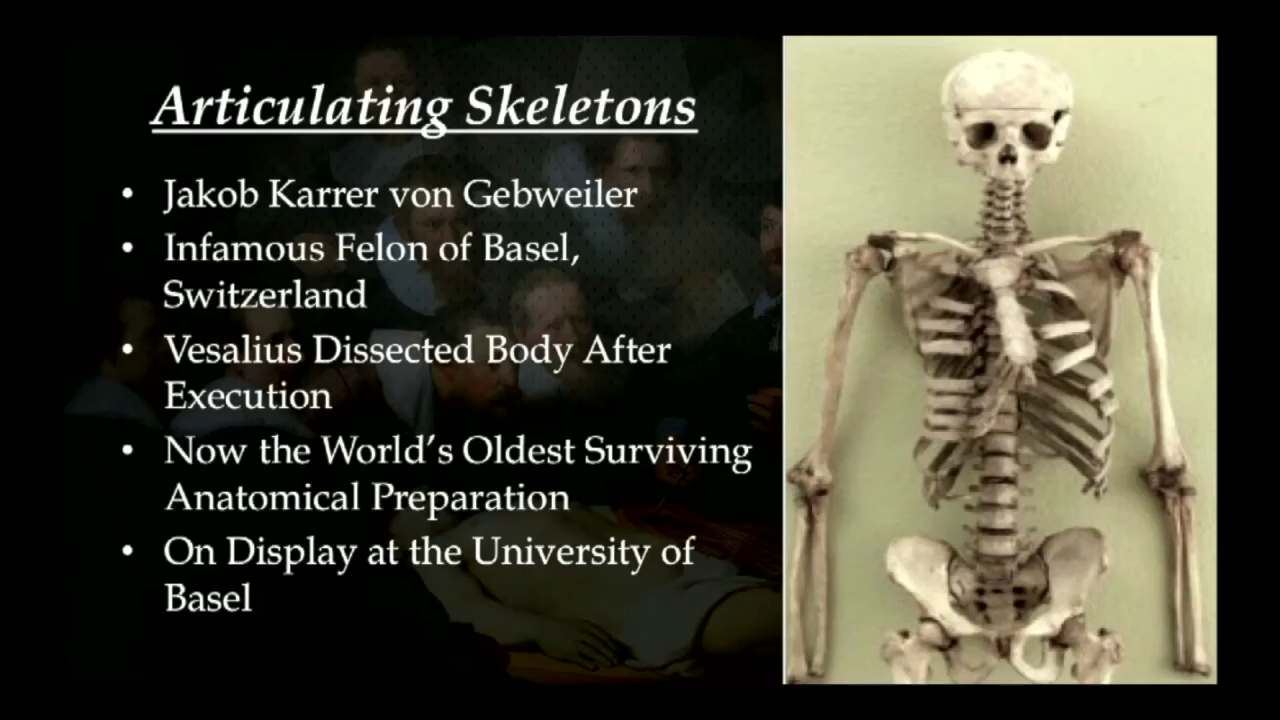 Articulating Skeletons
• Jakob Karrer von Gebweiler
• Infamous Felon of Basel,
Switzerland
• Vesalius Dissected Body After
Execution
• Now the World's Oldest Surviving
Anatomical Preparation
• On Display at the University of
Basel